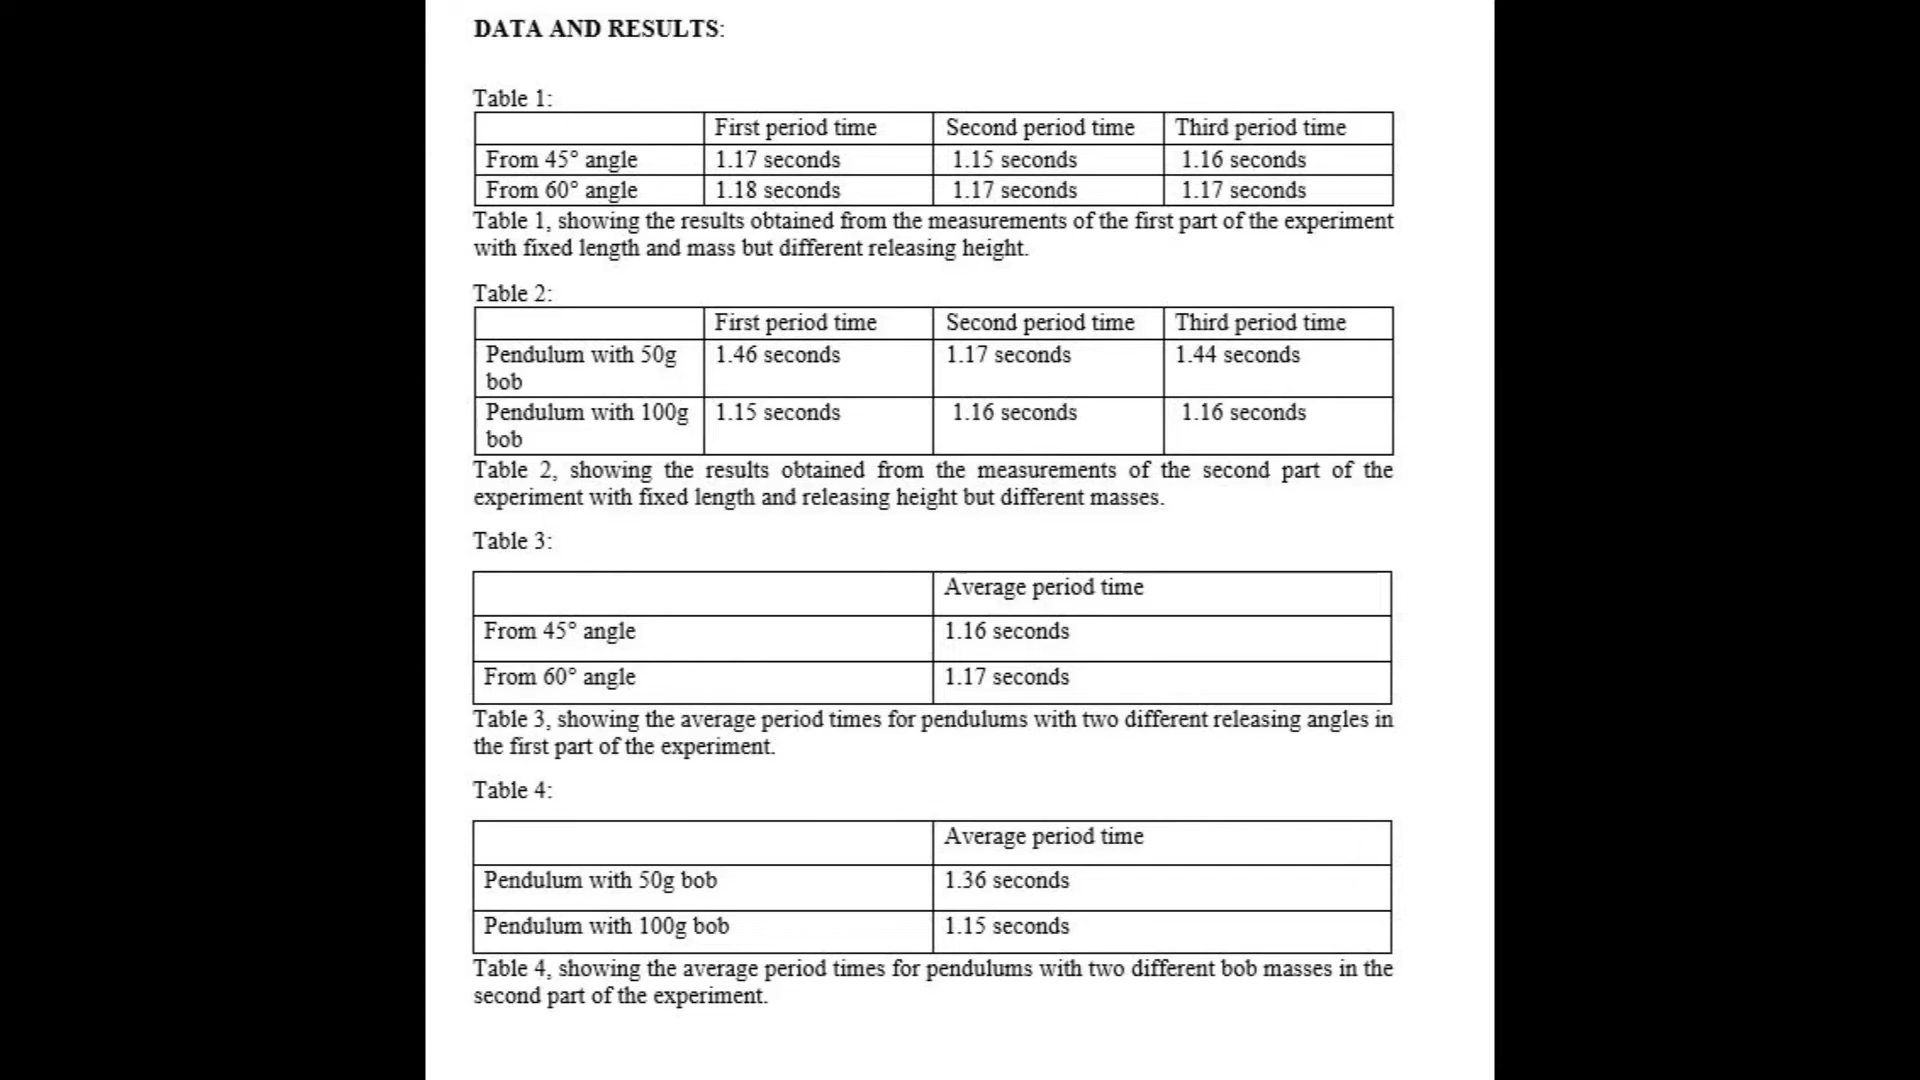 DATA AND RESULTS:
Table 1:
First period time Second period time Third period time
From 45° angle 1.17 seconds 1.15 seconds 1.16 seconds
From 60° angle 1.18 seconds 1.17 seconds 1.17 seconds
Table 1, showing the results obtained from the measurements of the first part of the experiment
with fixed length and mass but different releasing height.
Table 2:
First period time Second period time Third period time
Pendulum with 50g 1.46 seconds 1.17 seconds 1.44 seconds
bob
Pendulum with 100g 1.15 seconds 1.16 seconds 1.16 seconds
bob
Table 2, showing the results obtained from the measurements of the second part of the
experiment with fixed length and releasing height but different masses.
Table 3:
Average period time
From 45° angle 1.16 seconds
From 60° angle 1.17 seconds
Table 3, showing the average period times for pendulums with two different releasing angles in
the first part of the experiment.
Table 4:
Average period time
Pendulum with 50g bob 1.36 seconds
Pendulum with 100g bob 1.15 seconds
Table 4, showing the average period times for pendulums with two different bob masses in the
second part of the experiment.